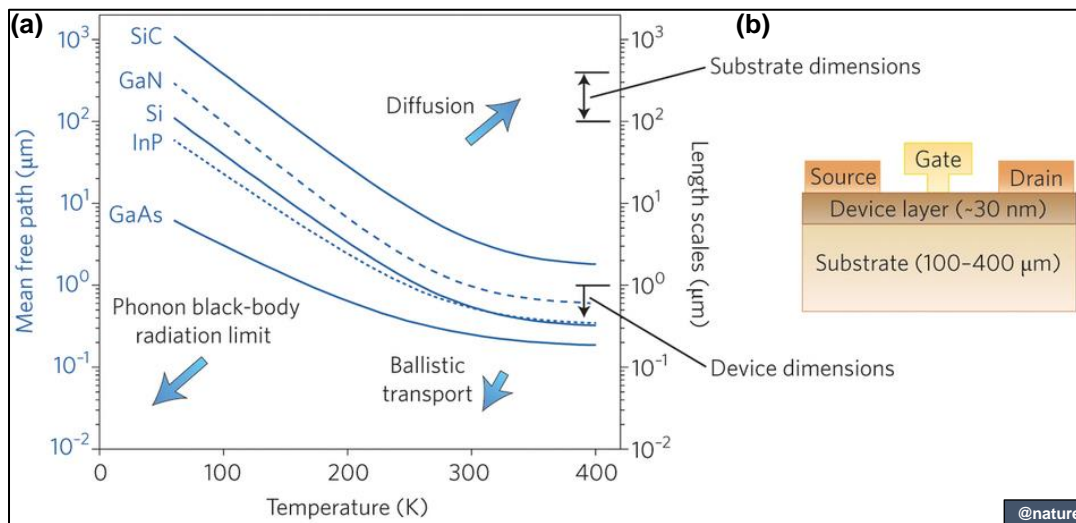 (a)
(b)
10³
10²
10¹
10⁰
10⁻¹
10⁻²
Mean free path (μm)
SiC
GaN
Si
InP
GaAs
Diffusion
Phonon black-body
radiation limit
Ballistic
transport
0
100
200
300
400
Temperature (K)
10³
10²
10¹
10⁰
10⁻¹
10⁻²
Length scales (μm)
Substrate dimensions
Device dimensions
Source
Gate
Drain
Device layer (~30 nm)
Substrate (100–400 μm)
@nature